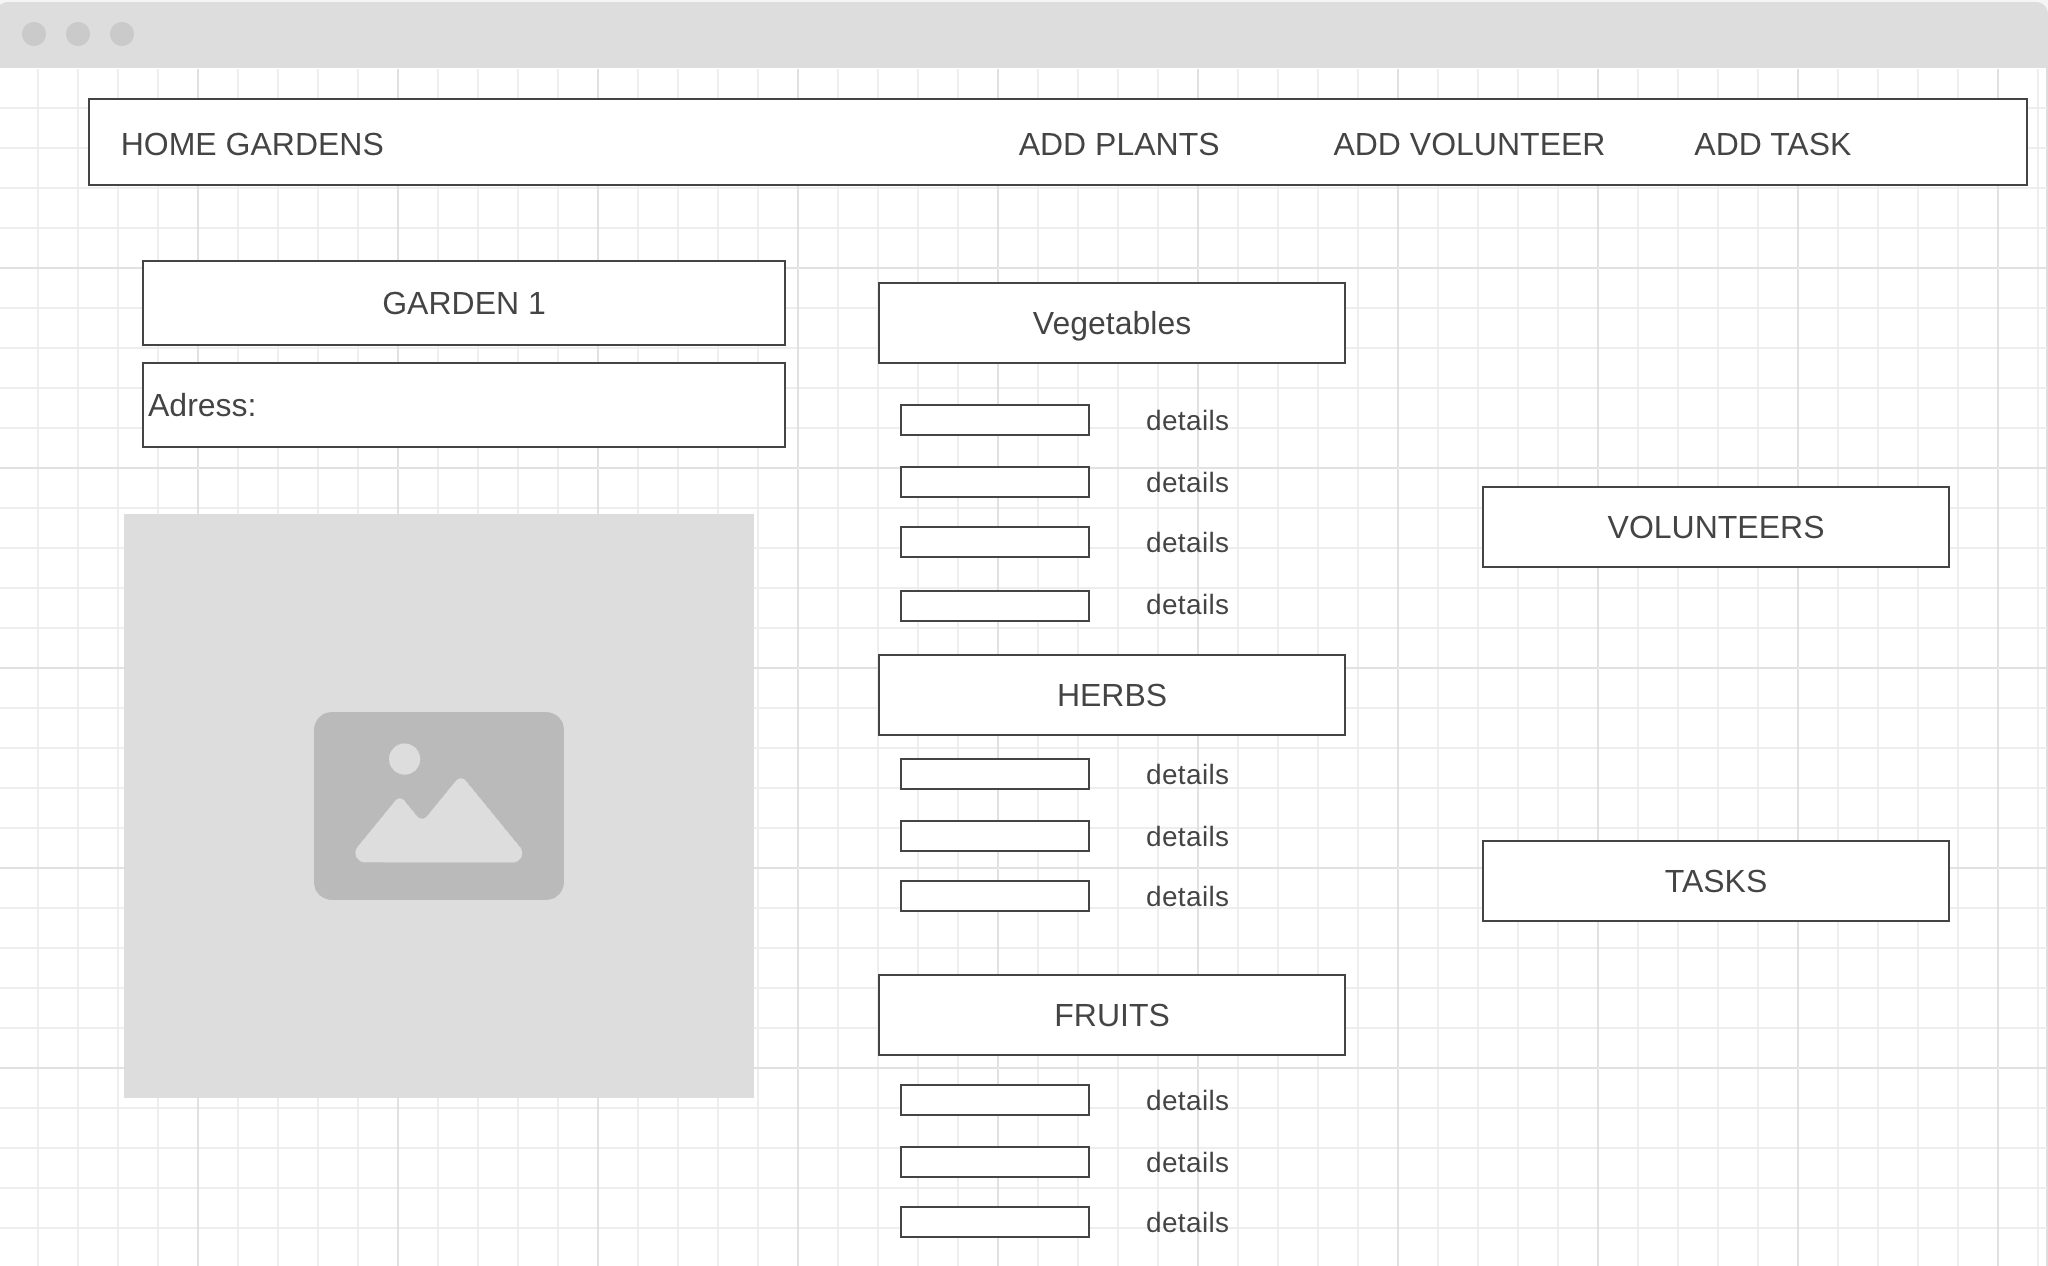 HOME GARDENS ADD PLANTS ADD VOLUNTEER ADD TASK
GARDEN 1
Adress:
Vegetables
details
details
details
details
HERBS
details
details
details
FRUITS
details
details
details
VOLUNTEERS
TASKS